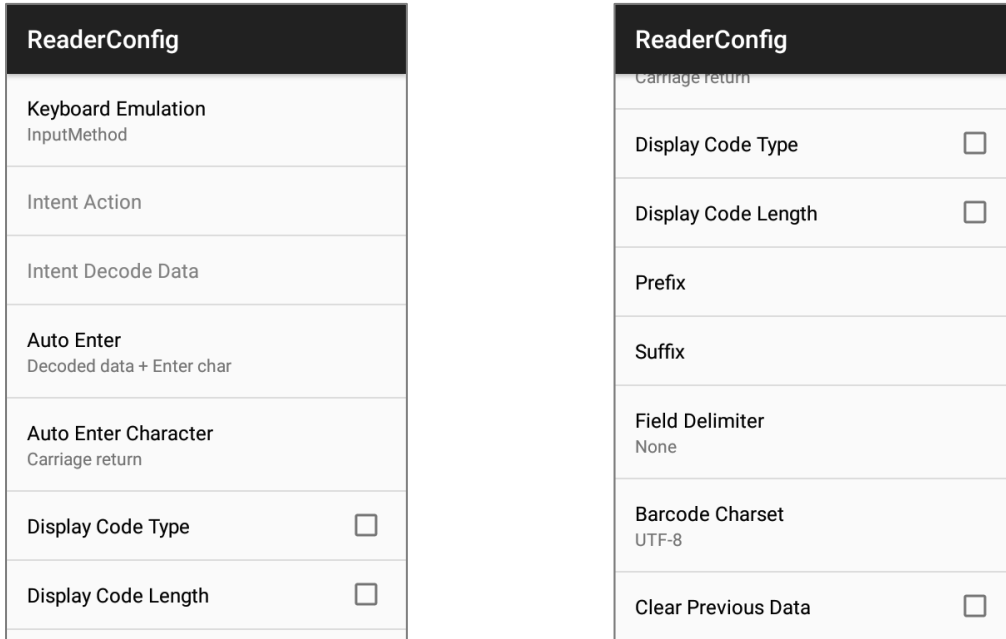 ReaderConfig
Keyboard Emulation
InputMethod
Intent Action
Intent Decode Data
Auto Enter
Decoded data + Enter char
Auto Enter Character
Carriage return
Display Code Type
Display Code Length
ReaderConfig
Carriage return
Display Code Type
Display Code Length
Prefix
Suffix
Field Delimiter
None
Barcode Charset
UTF-8
Clear Previous Data